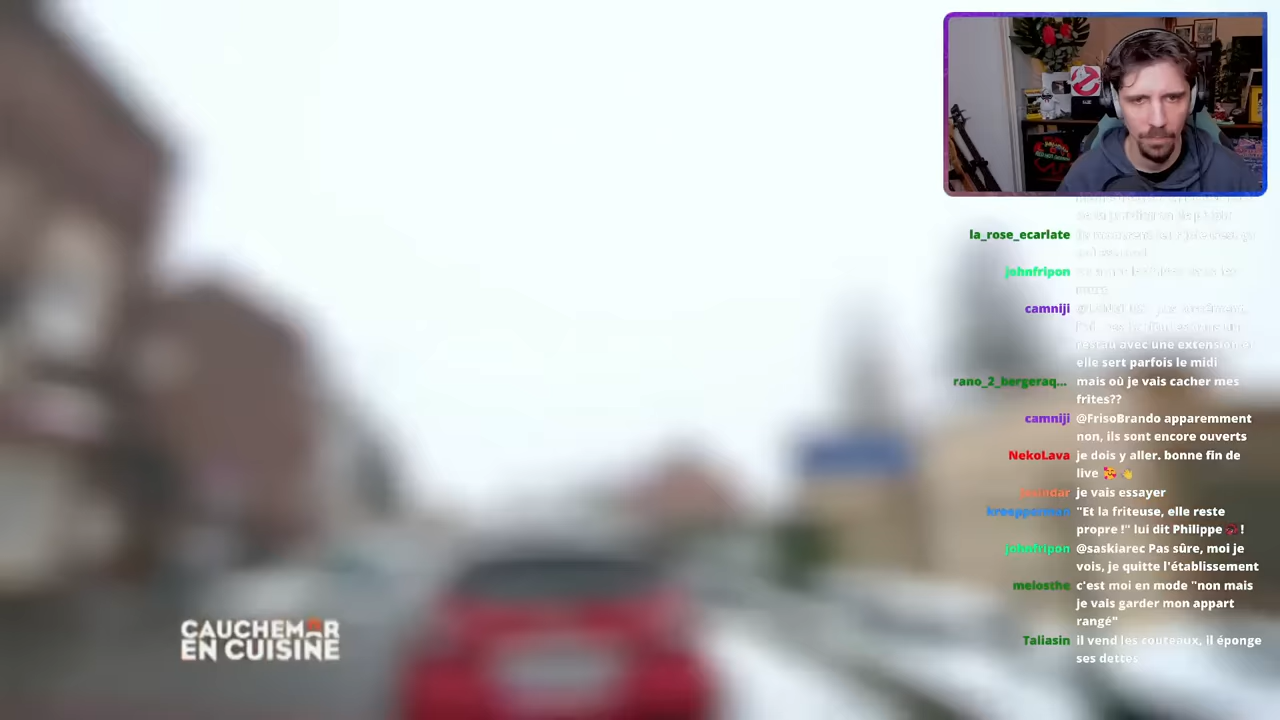 la_rose_ecarlate
johnfripon
camniji
avec une extension
elle sert parfois le midi
rano_2_bergeraq... mais où je vais cacher mes
frites??
camniji @FrisoBrando apparemment
non, ils sont encore ouverts
NekoLava je dois y aller. bonne fin de
live 🥰 👋
je vais essayer
"Et la friteuse, elle reste
propre !" lui dit Philippe !
johnfripon @saskiarec Pas sûre, moi je
vois, je quitte l'établissement
melosthe c'est moi en mode "non mais
je vais garder mon appart
rangé"
Taliasin il vend les couteaux, il éponge
ses dettes
CAUCHEMAR
EN CUISINE